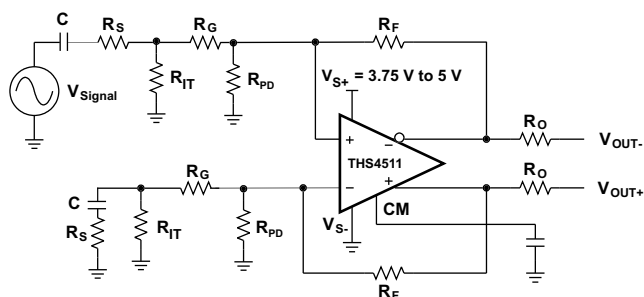 C
R_S
R_G
R_F
V_Signal
R_IT
R_PD
V_S+ = 3.75 V to 5 V
R_O
V_OUT-
+
−
THS4511
−
+
R_O
V_OUT+
R_G
C
R_S
R_IT
R_PD
V_S-
CM
R_F